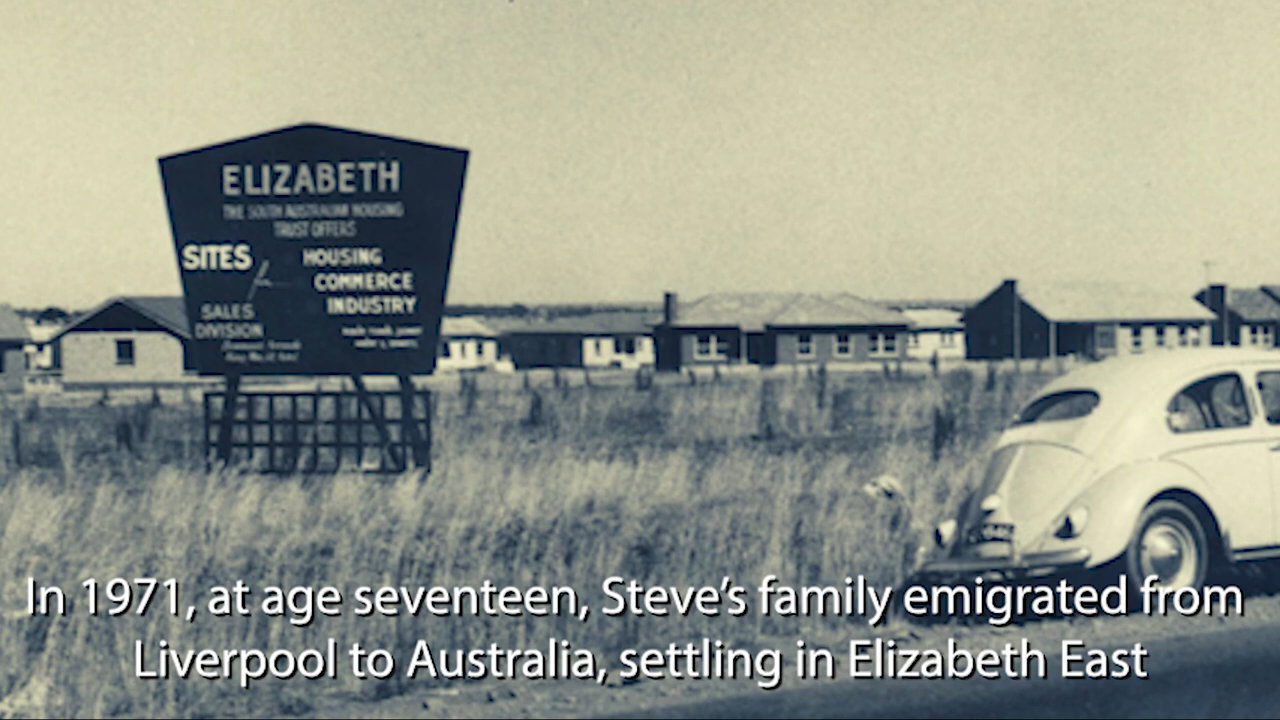 ELIZABETH
THE SOUTH AUSTRALIAN HOUSING
TRUST OFFERS
SITES
HOUSING
COMMERCE
INDUSTRY
SALES
DIVISION
In 1971, at age seventeen, Steve’s family emigrated from
Liverpool to Australia, settling in Elizabeth East